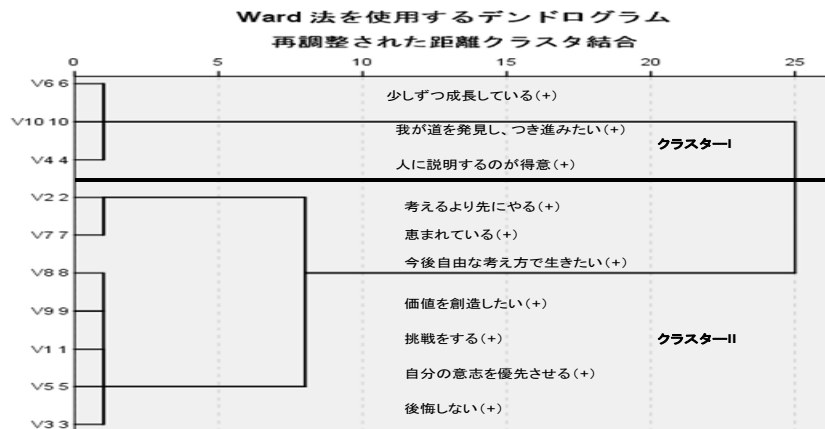 Ward 法を使用するデンドログラム
再調整された距離クラスタ結合
0 5 10 15 20 25
V6 6 少しずつ成長している(+)
V10 10 我が道を発見し、つき進みたい(+)
クラスターI
V4 4 人に説明するのが得意(+)
V2 2 考えるより先にやる(+)
V7 7 恵まれている(+)
V8 8 今後自由な考え方で生きたい(+)
V9 9 価値を創造したい(+)
V1 1 挑戦をする(+) クラスターII
V5 5 自分の意志を優先させる(+)
V3 3 後悔しない(+)